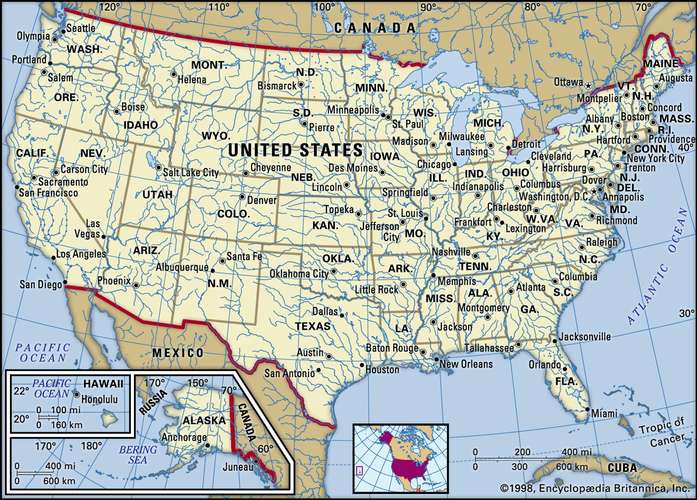 120°
110°
100°
90°
80°
70°
CANADA
Seattle
Olympia
WASH.
Portland
Salem
ORE.
MONT.
Helena
N.D.
Bismarck
MINN.
Minneapolis
St. Paul
WIS.
MICH.
Ottawa
MAINE
Augusta
VT.
Montpelier
N.H.
Concord
Boise
IDAHO
WYO.
S.D.
Pierre
Madison
Milwaukee
Lansing
Detroit
Albany
N.Y.
Boston
MASS.
R.I.
Providence
Hartford
CONN.
40°
40°
UNITED STATES
IOWA
Chicago
Cleveland
PA.
New York City
Harrisburg
Trenton
N.J.
CALIF.
NEV.
Carson City
Sacramento
San Francisco
Salt Lake City
Cheyenne
NEB.
Des Moines
Lincoln
ILL.
IND.
OHIO
Indianapolis
Columbus
Dover
DEL.
Springfield
Washington, D.C.
Annapolis
MD.
UTAH
Denver
COLO.
Topeka
KAN.
St. Louis
Jefferson
City
MO.
Charleston
W. VA.
VA.
Richmond
Frankfort
Lexington
KY.
Las
Vegas
Los Angeles
ARIZ.
Santa Fe
Albuquerque
N.M.
OKLA.
Oklahoma City
ARK.
Little Rock
Nashville
TENN.
Memphis
Raleigh
N.C.
Columbia
S.C.
San Diego
Phoenix
Atlanta
MISS.
ALA.
GA.
Montgomery
ATLANTIC OCEAN
30°
30°
Dallas
TEXAS
LA.
Jackson
Jacksonville
Tallahassee
PACIFIC
OCEAN
MEXICO
Austin
San Antonio
Houston
Baton Rouge
New Orleans
Orlando
FLA.
Miami
PACIFIC
OCEAN
HAWAII
22°
Honolulu
20°
0 100 mi
0 160 km
170°
150°
70°
RUSSIA
ALASKA
CANADA
Anchorage
60°
Juneau
170°
180°
BERING
SEA
0 400 mi
0 600 km
0 200 400 mi
0 300 600 km
Tropic of
Cancer
CUBA
©1998, Encyclopædia Britannica, Inc.